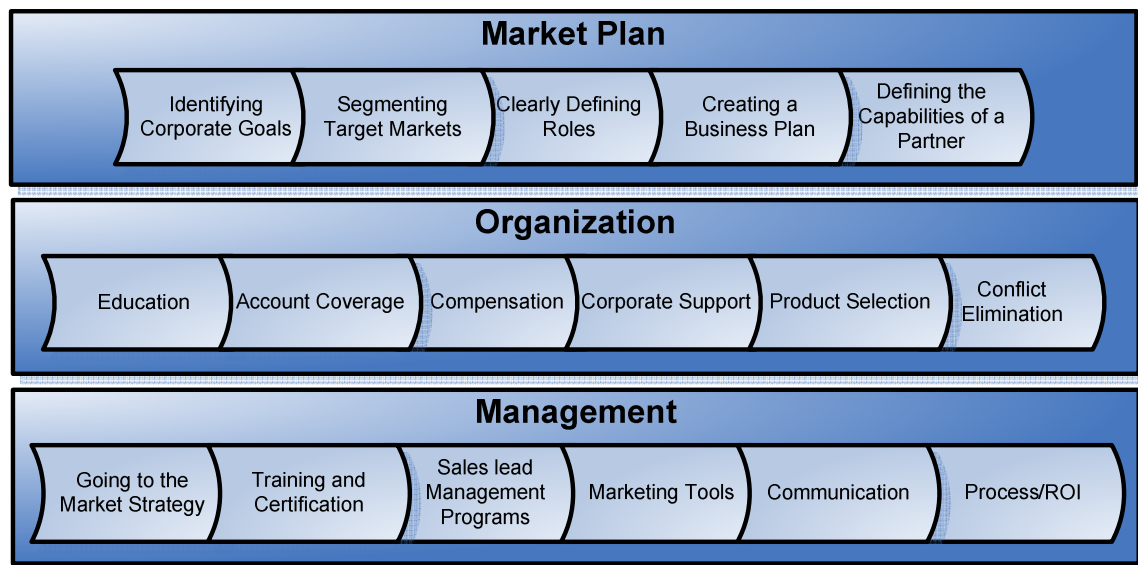 Market Plan
Identifying
Corporate Goals
Segmenting
Target Markets
Clearly Defining
Roles
Creating a
Business Plan
Defining the
Capabilities of a
Partner
Organization
Education
Account Coverage
Compensation
Corporate Support
Product Selection
Conflict
Elimination
Management
Going to the
Market Strategy
Training and
Certification
Sales lead
Management
Programs
Marketing Tools
Communication
Process/ROI